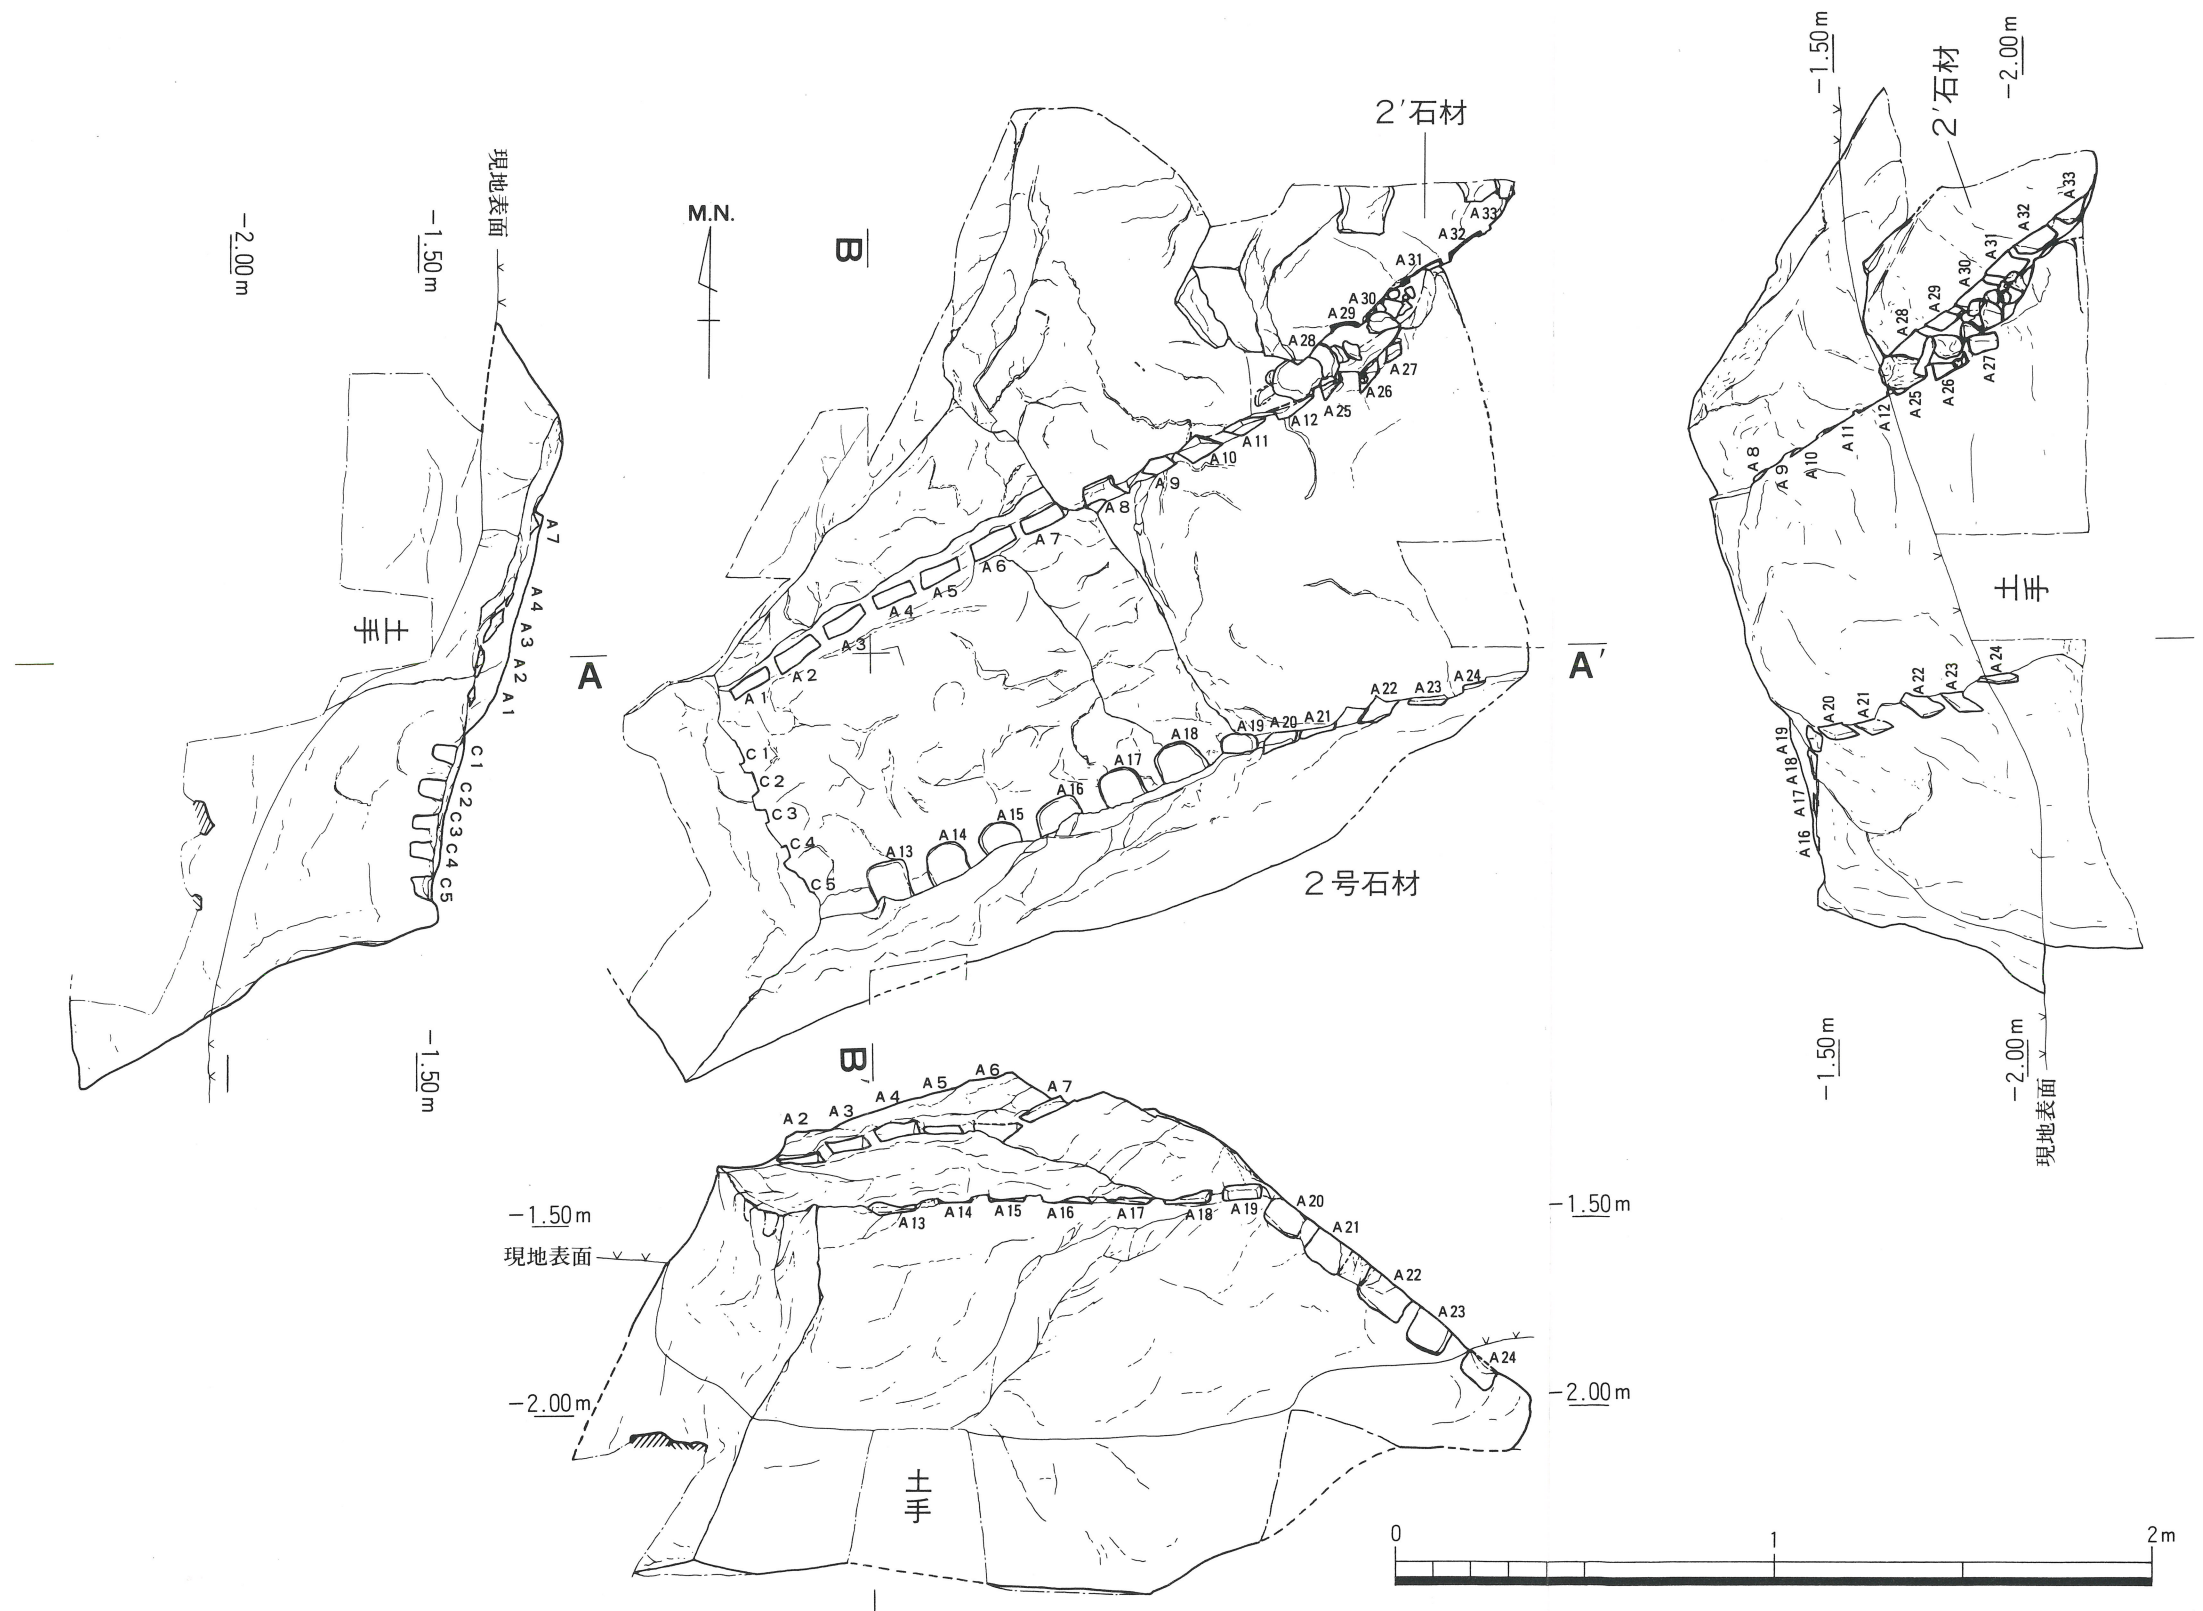 -1.50m
-2.00m
2'石材
2'石材
現地表面
-2.00m
-1.50m
M.N.
B
A33
A32
A31
A30
A29
A28
A27
A26
A25
A12
A11
A10
A9
A8
A7
A6
A5
A4
A3
A2
A1
A
A'
C1
C2
C3
C4
C5
A13
A14
A15
A16
A17
A18
A19
A20
A21
A22
A23
A24
2号石材
B'
A7
A4
A3
A2
A1
C1
C2
C3
C4
C5
土手
-1.50m
A33
A32
A31
A30
A29
A28
A27
A26
A25
A12
A11
A10
A9
A8
土手
A24
A23
A22
A21
A20
A19
A18
A17
A16
-1.50m
-2.00m
現地表面
A2
A3
A4
A5
A6
A7
-1.50m
現地表面
-2.00m
A13
A14
A15
A16
A17
A18
A19
A20
A21
A22
A23
A24
-1.50m
-2.00m
土手
0
1
2m